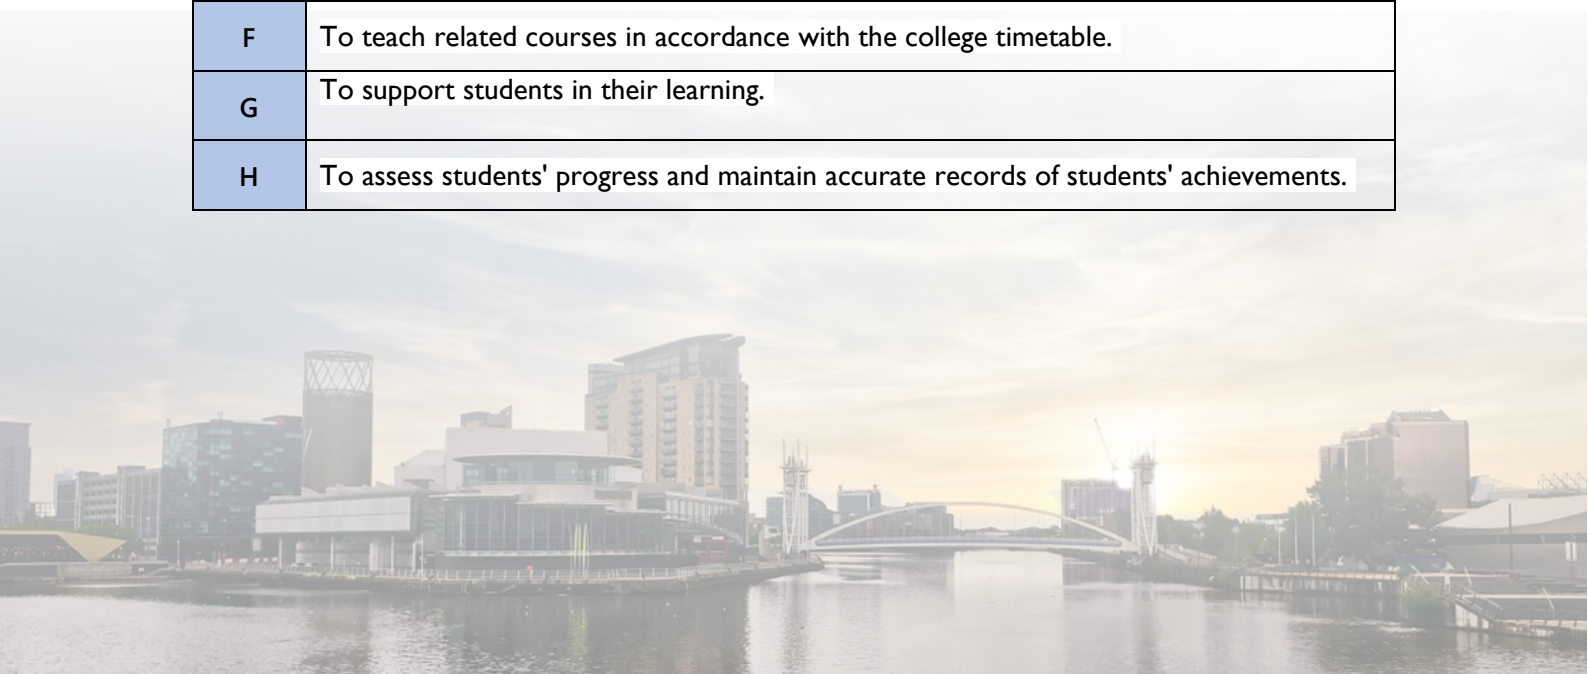 F To teach related courses in accordance with the college timetable.
G To support students in their learning.
H To assess students' progress and maintain accurate records of students' achievements.